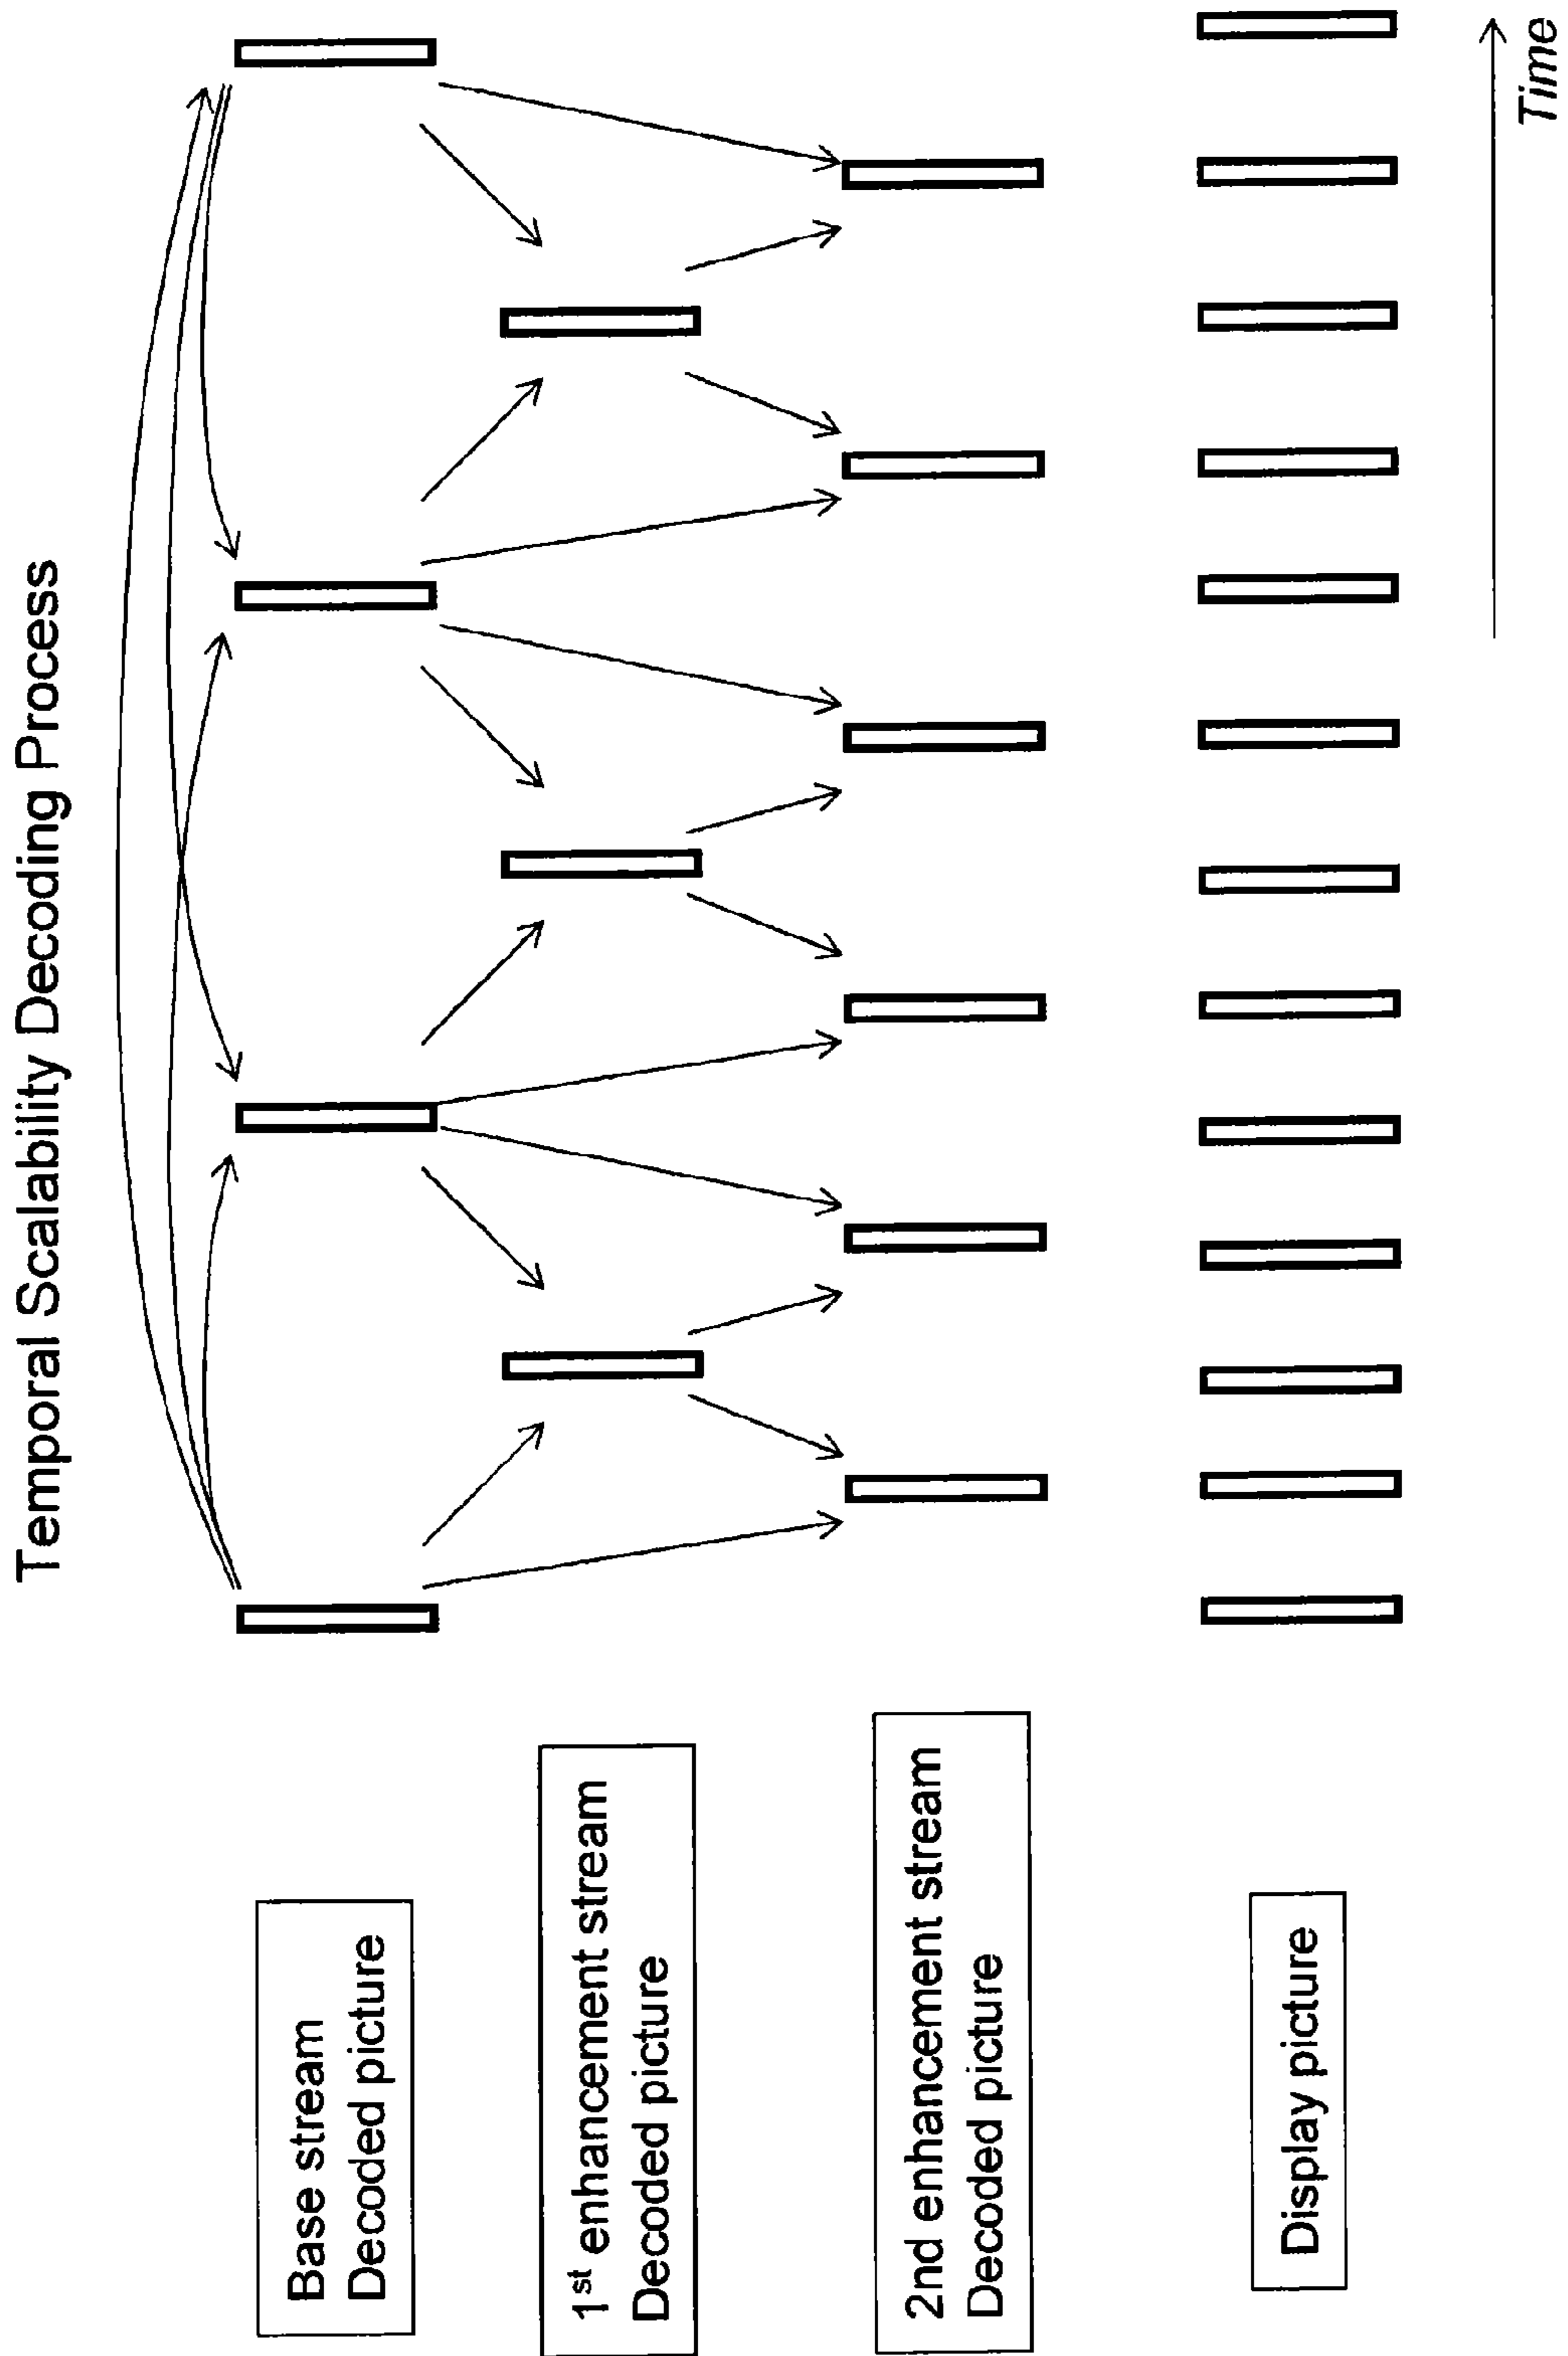 Temporal Scalability Decoding Process
Base stream
Decoded picture
1st enhancement stream
Decoded picture
2nd enhancement stream
Decoded picture
Display picture
Time